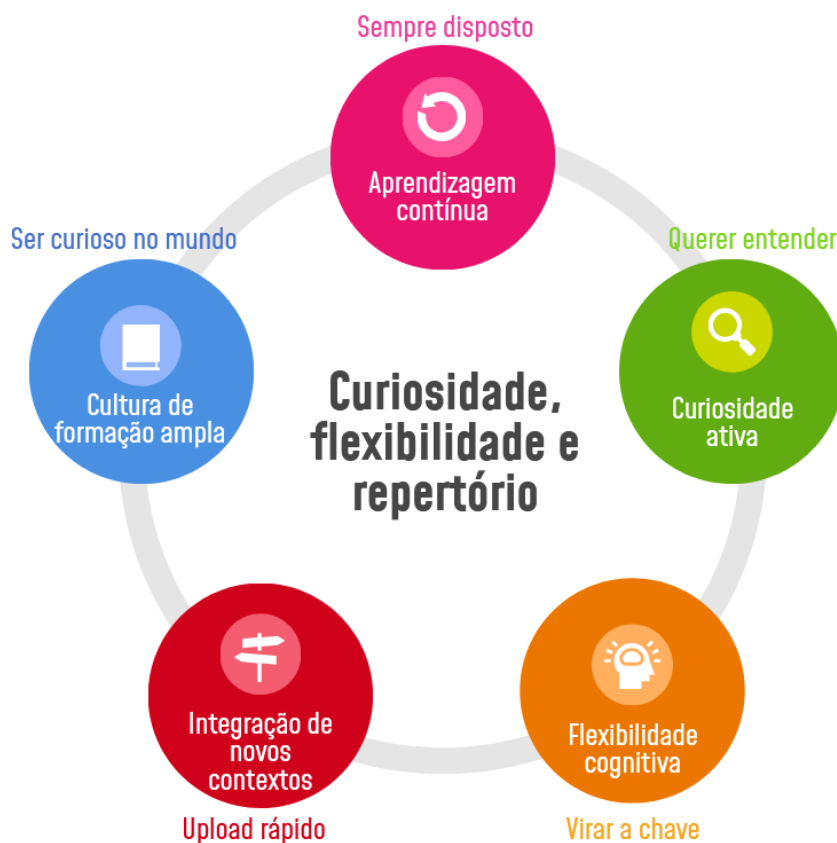 Sempre disposto
Aprendizagem
contínua
Querer entender
Curiosidade
ativa
Flexibilidade
cognitiva
Virar a chave
Integração de
novos
contextos
Upload rápido
Ser curioso no mundo
Cultura de
formação ampla
Curiosidade,
flexibilidade e
repertório